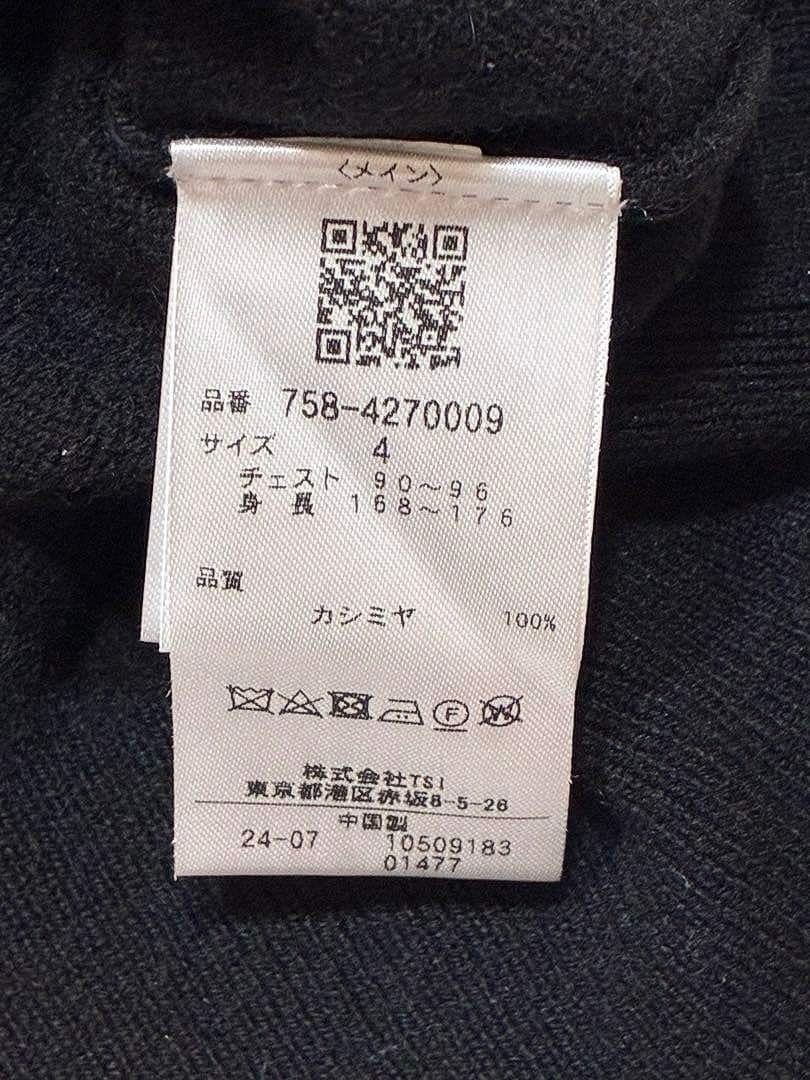 〈メイン〉
品番 758-4270009
サイズ 4
チェスト 90～96
身長 168～176
品質
カシミヤ 100%
F
W
株式会社TSI
東京都港区赤坂8-5-26
中国製
24-07 10509183
01477